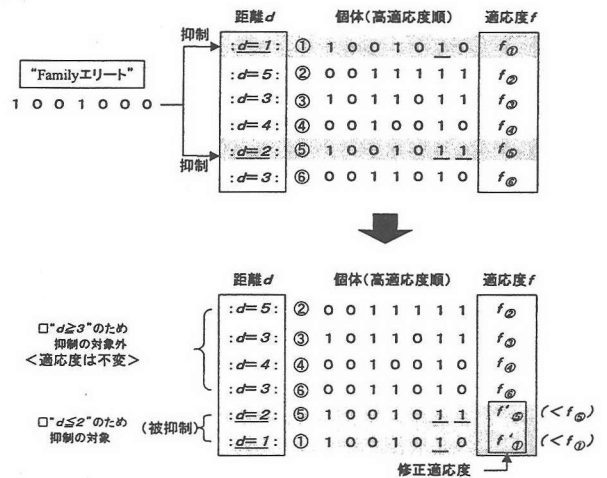 距離d 個体(高適応度順) 適応度f
抑制
:d=1: ① 1 0 0 1 0 1 0 f①
"Familyエリート" :d=5: ② 0 0 1 1 1 1 1 f②
:d=3: ③ 1 0 1 1 0 1 1 f③
1 0 0 1 0 0 0
:d=4: ④ 0 0 1 0 0 1 0 f④
:d=2: ⑤ 1 0 0 1 0 1 1 f⑤
抑制
:d=3: ⑥ 0 0 1 1 0 1 0 f⑥
距離d 個体(高適応度順) 適応度f
:d=5: ② 0 0 1 1 1 1 1 f②
□"d≧3"のため
抑制の対象外
<適応度は不変>
:d=3: ③ 1 0 1 1 0 1 1 f③
:d=4: ④ 0 0 1 0 0 1 0 f④
:d=3: ⑥ 0 0 1 1 0 1 0 f⑥
□"d≦2"のため
抑制の対象
(被抑制)
:d=2: ⑤ 1 0 0 1 0 1 1 f'⑤ (<f⑤)
:d=1: ① 1 0 0 1 0 1 0 f'① (<f①)
修正適応度